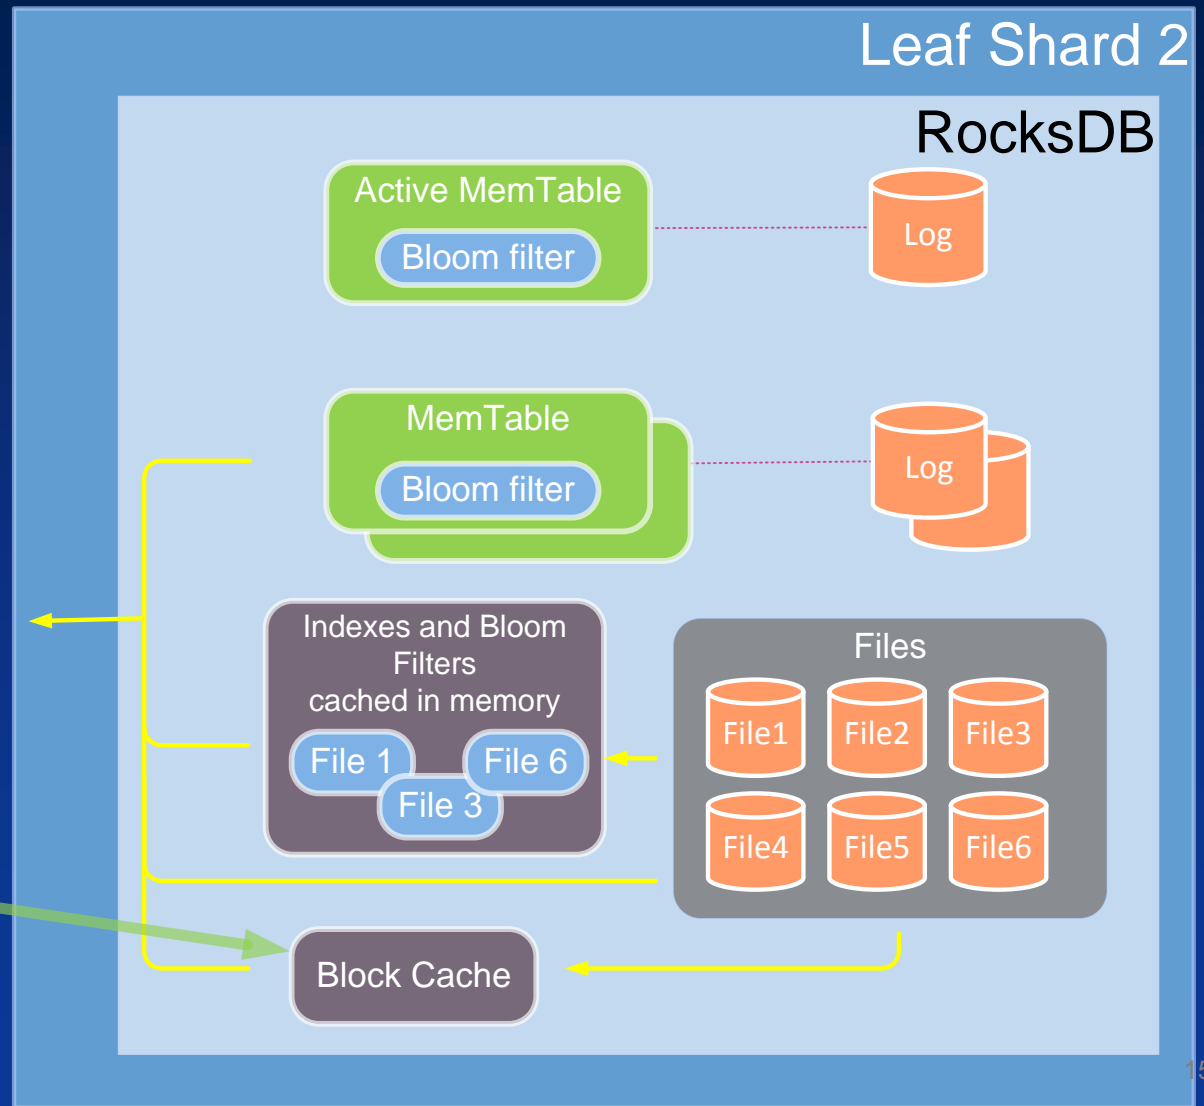 Leaf Shard 2
RocksDB
Active MemTable
Bloom filter
Log
MemTable
Bloom filter
Log
Indexes and Bloom
Filters
cached in memory
File 1
File 6
File 3
Files
File1
File2
File3
File4
File5
File6
Block Cache
15